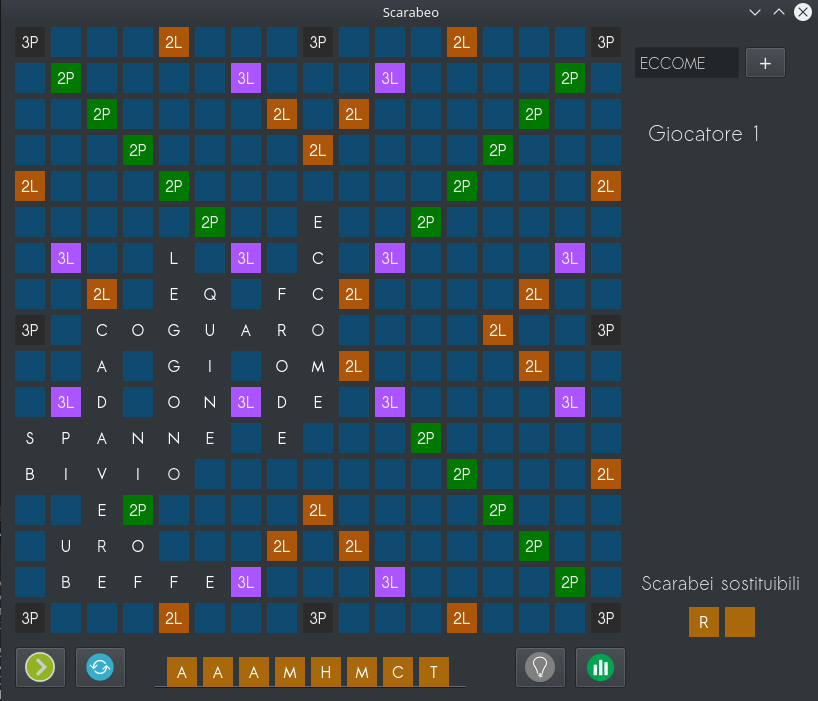 Scarabeo
3P 2L 3P 2L 3P
2P 3L 3L 2P
2P 2L 2L 2P
2P 2L 2P
2L 2P 2P 2L
2P E 2P
3L L 3L C 3L 3L
2L E Q F C 2L 2L
3P C O G U A R O 2L 3P
A G I O M 2L 2L
3L D O N 3L D E 3L 3L
S P A N N E E 2P
B I V I O 2P 2L
E 2P 2L 2P
U R O 2L 2L 2P
B E F F E 3L 3L 2P
3P 2L 3P 2L 3P
A A A M H M C T
ECCOME +
Giocatore 1
Scarabei sostituibili
R